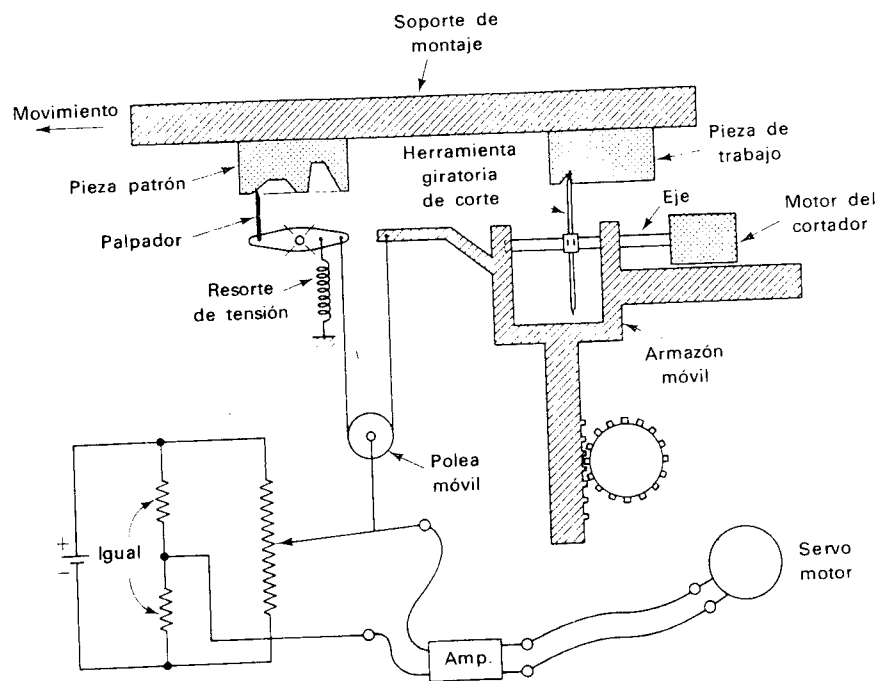 Soporte de
montaje
Movimiento
Pieza de
trabajo
Herramienta
giratoria
de corte
Pieza patrón
Eje
Motor del
cortador
Palpador
Resorte
de tensión
Armazón
móvil
Polea
móvil
+
-
Igual
Servo
motor
Amp.